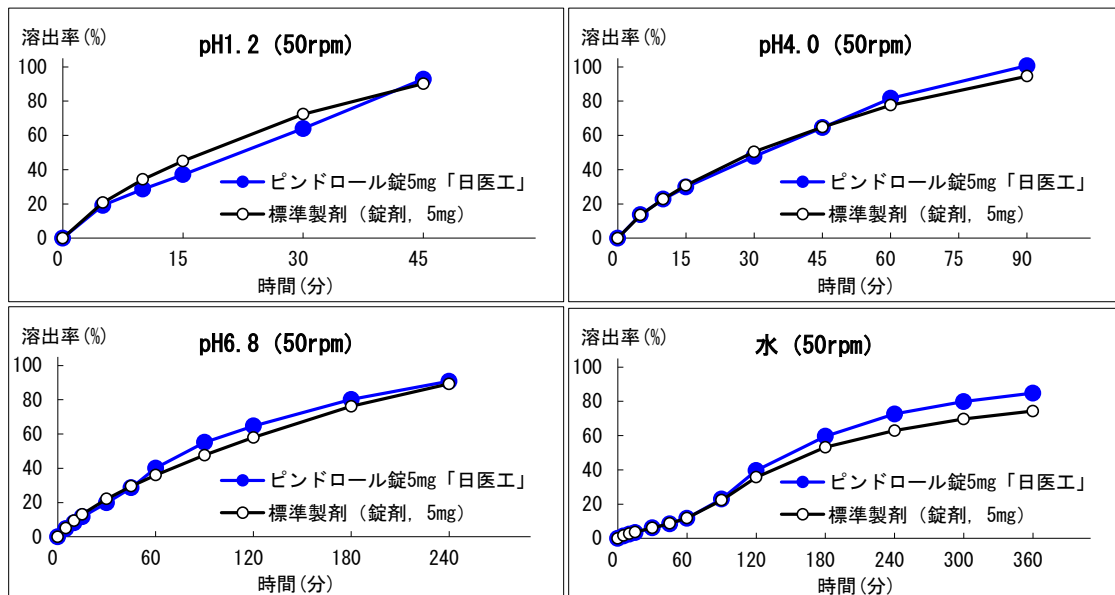 溶出率(%)
pH1.2 (50rpm)
100
80
60
40
20
0
ピンドロール錠5mg「日医工」
標準製剤（錠剤, 5mg）
0 15 30 45
時間(分)
溶出率(%)
pH4.0 (50rpm)
100
80
60
40
20
0
ピンドロール錠5mg「日医工」
標準製剤（錠剤, 5mg）
0 15 30 45 60 75 90
時間(分)
溶出率(%)
pH6.8 (50rpm)
100
80
60
40
20
0
ピンドロール錠5mg「日医工」
標準製剤（錠剤, 5mg）
0 60 120 180 240
時間(分)
溶出率(%)
水 (50rpm)
100
80
60
40
20
0
ピンドロール錠5mg「日医工」
標準製剤（錠剤, 5mg）
0 60 120 180 240 300 360
時間(分)